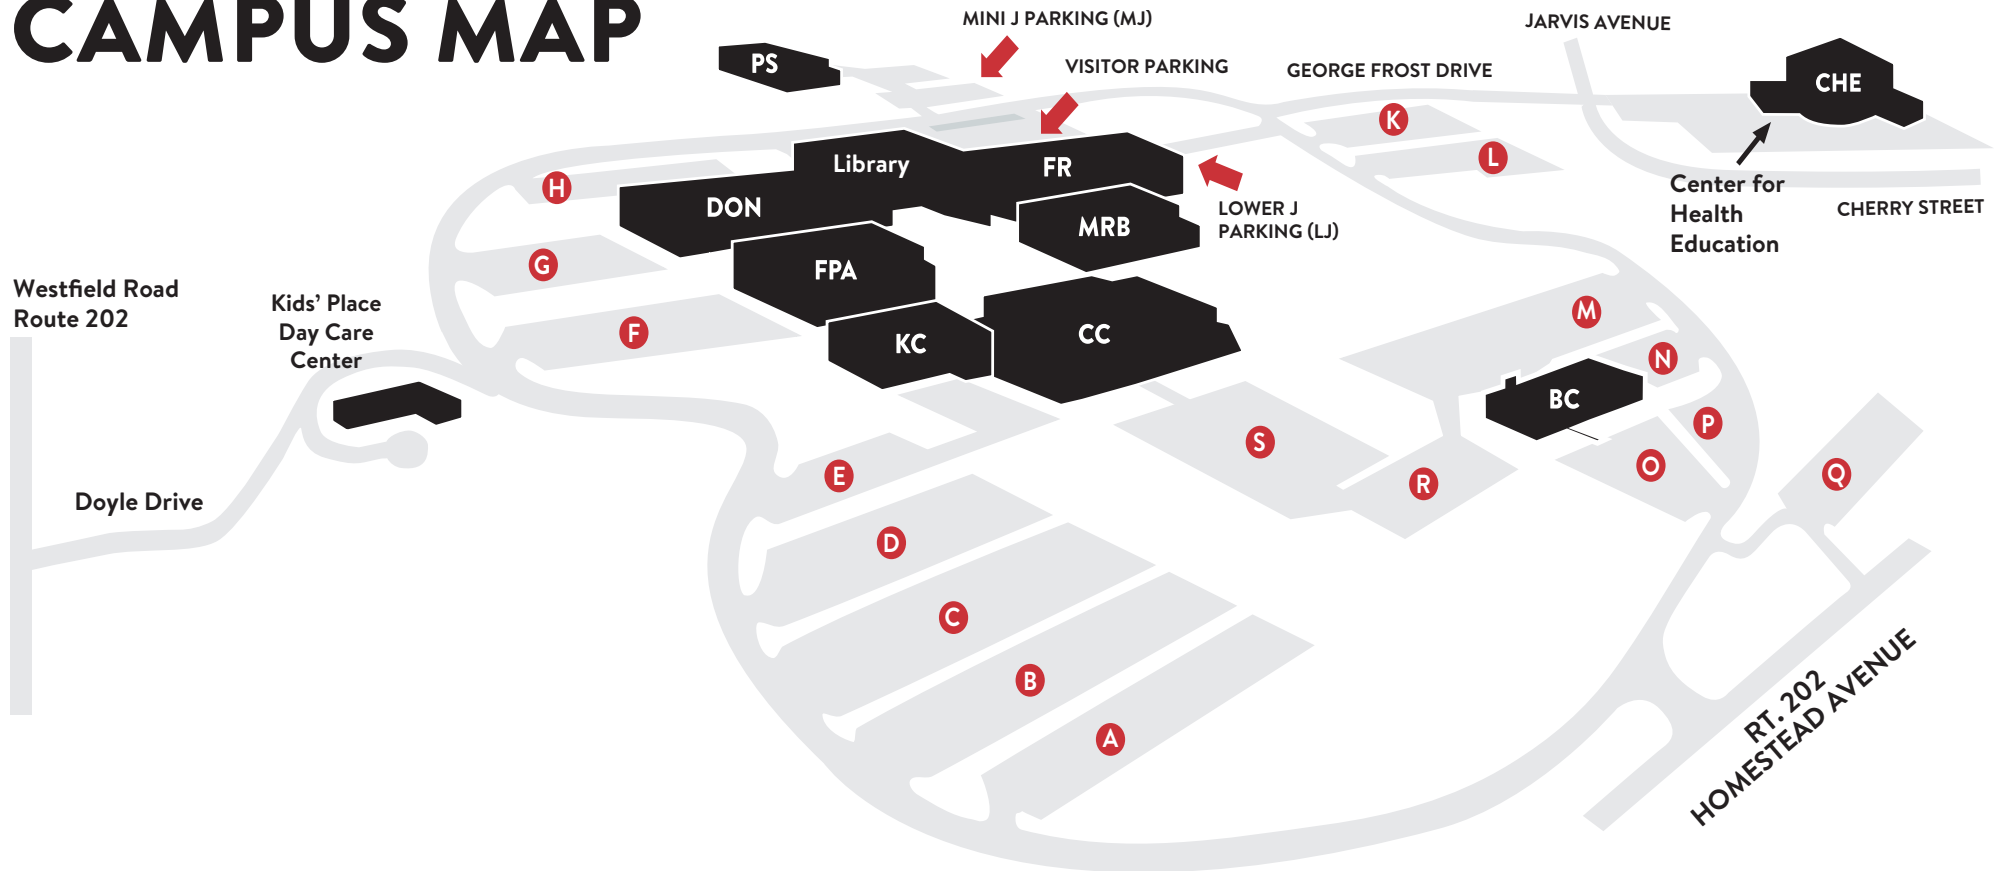 CAMPUS MAP
MINI J PARKING (MJ)
JARVIS AVENUE
PS
VISITOR PARKING
GEORGE FROST DRIVE
CHE
K
L
Library
FR
H
DON
LOWER J
PARKING (LJ)
MRB
Center for
Health
Education
CHERRY STREET
G
FPA
Westfield Road
Route 202
Kids’ Place
Day Care
Center
F
KC
CC
M
N
BC
P
S
E
R
O
Q
Doyle Drive
D
C
B
A
RT. 202
HOMESTEAD AVENUE